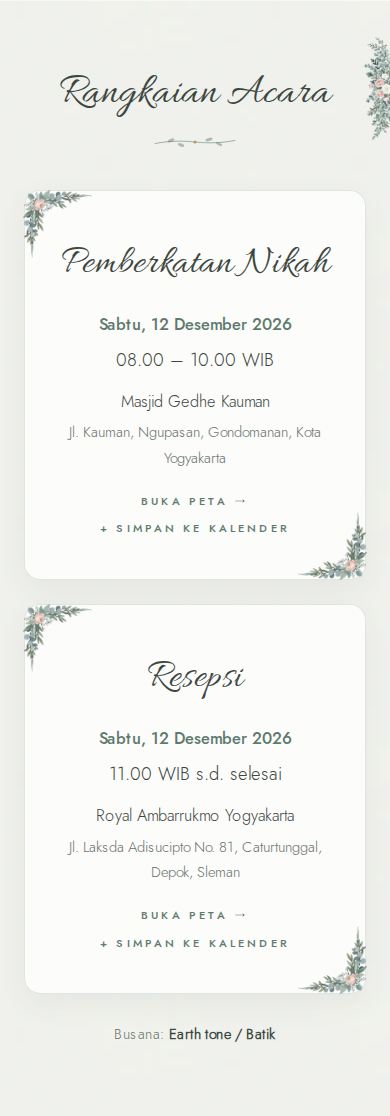 Rangkaian Acara
Pemberkatan Nikah
Sabtu, 12 Desember 2026
08.00 – 10.00 WIB
Masjid Gedhe Kauman
Jl. Kauman, Ngupasan, Gondomanan, Kota
Yogyakarta
BUKA PETA →
+ SIMPAN KE KALENDER
Resepsi
Sabtu, 12 Desember 2026
11.00 WIB s.d. selesai
Royal Ambarrukmo Yogyakarta
Jl. Laksda Adisucipto No. 81, Caturtunggal,
Depok, Sleman
BUKA PETA →
+ SIMPAN KE KALENDER
Busana: Earth tone / Batik